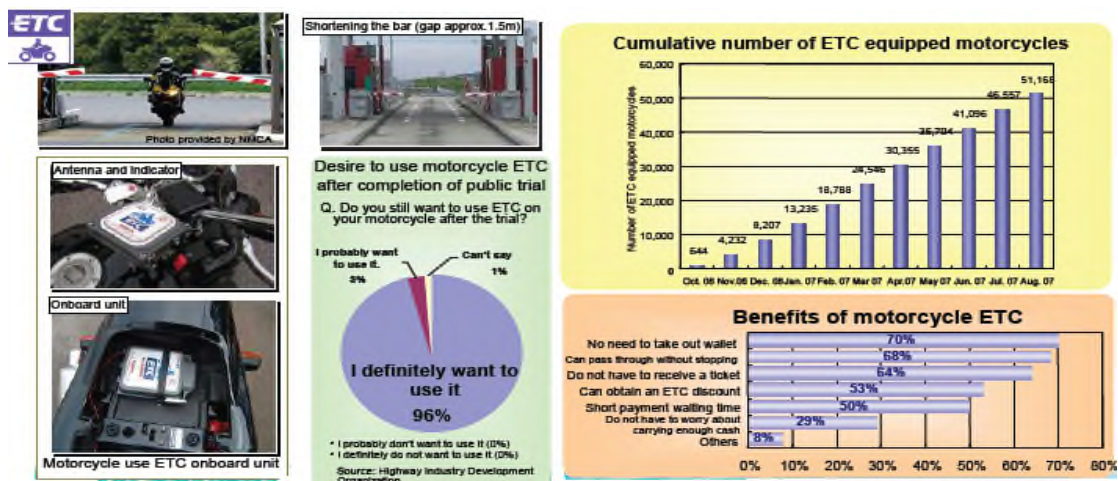 ETC
Photo provided by NMCA
Shortening the bar (gap approx.1.5m)
Antenna and Indicator
Onboard unit
Motorcycle use ETC onboard unit
Desire to use motorcycle ETC
after completion of public trial
Q. Do you still want to use ETC on
your motorcycle after the trial?
I probably want
to use it.
3%
Can't say
1%
I definitely want to
use it
96%
* I probably don't want to use it (0%)
* I definitely do not want to use it (0%)
Source: Highway Industry Development
Organization
Cumulative number of ETC equipped motorcycles
Number of ETC equipped motorcycles
60,000
50,000
40,000
30,000
20,000
10,000
0
644
4,232
8,207
13,235
18,788
24,546
30,355
35,704
41,096
46,557
51,168
Oct. 06 Nov.06 Dec. 06 Jan. 07 Feb. 07 Mar 07 Apr.07 May 07 Jun. 07 Jul. 07 Aug. 07
Benefits of motorcycle ETC
No need to take out wallet 70%
Can pass through without stopping 68%
Do not have to receive a ticket 64%
Can obtain an ETC discount 53%
Short payment waiting time 50%
Do not have to worry about
carrying enough cash 29%
Others 8%
0% 10% 20% 30% 40% 50% 60% 70% 80%